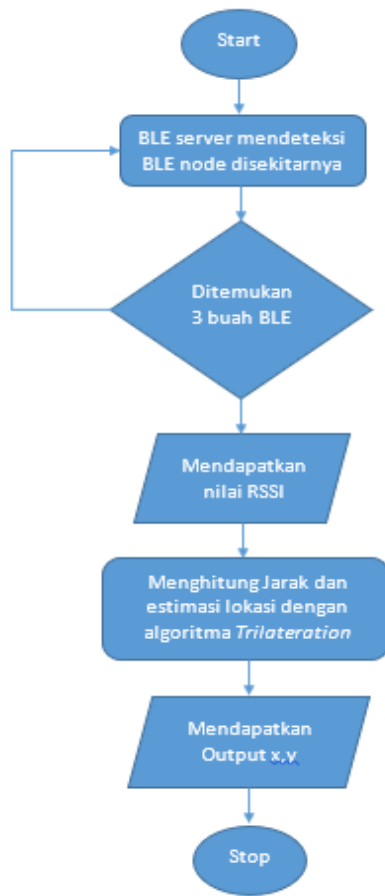 Start
BLE server mendeteksi
BLE node disekitarnya
Ditemukan
3 buah BLE
Mendapatkan
nilai RSSI
Menghitung Jarak dan
estimasi lokasi dengan
algoritma Trilateration
Mendapatkan
Output x,y
Stop